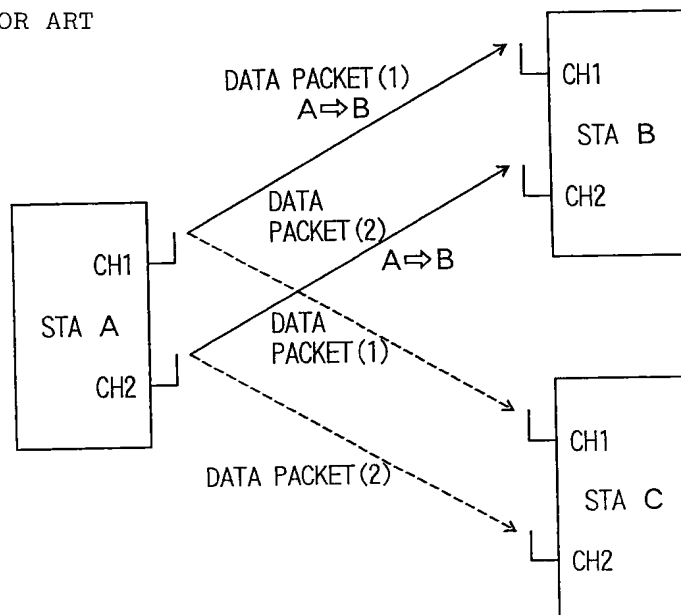 OR ART
DATA PACKET(1)
A⇨B
CH1
STA B
CH2
DATA
PACKET(2)
A⇨B
CH1
STA A
CH2
DATA
PACKET(1)
DATA PACKET(2)
CH1
STA C
CH2